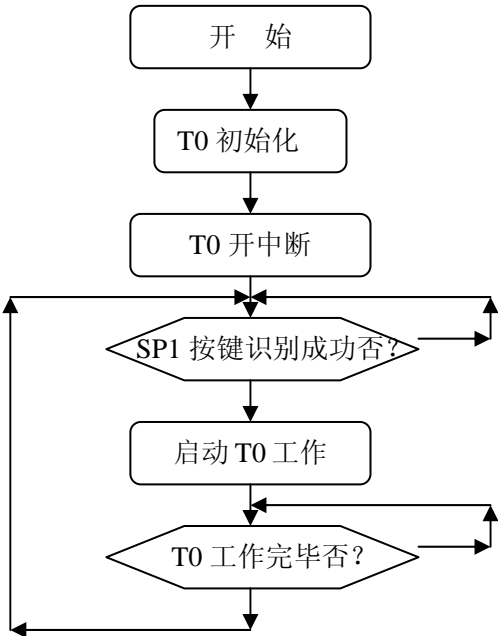 开 始
T0 初始化
T0 开中断
SP1 按键识别成功否？
启动 T0 工作
T0 工作完毕否？